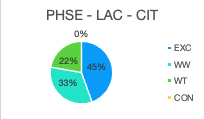 PHSE - LAC - CIT
0%
22%
45%
33%
EXC
WW
WT
CON